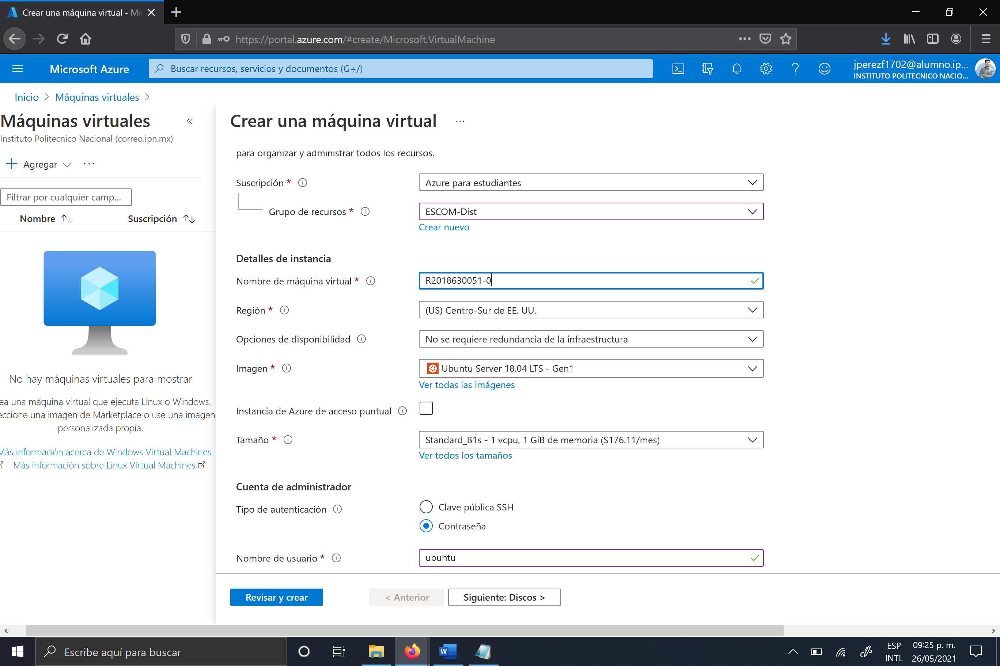 Crear una máquina virtual - Mic
https://portal.azure.com/#create/Microsoft.VirtualMachine
Microsoft Azure
Buscar recursos, servicios y documentos (G+/)
jperezf1702@alumno.ip...
INSTITUTO POLITECNICO NACIO...
Inicio > Máquinas virtuales >
Máquinas virtuales
Instituto Politecnico Nacional (correo.ipn.mx)
Agregar
Filtrar por cualquier camp...
Nombre
Suscripción
No hay máquinas virtuales para mostrar
ea una máquina virtual que ejecuta Linux o Windows.
eccione una imagen de Marketplace o use una imagen
personalizada propia.
Más información acerca de Windows Virtual Machines
Más información sobre Linux Virtual Machines
Crear una máquina virtual
para organizar y administrar todos los recursos.
Suscripción *
Azure para estudiantes
Grupo de recursos *
ESCOM-Dist
Crear nuevo
Detalles de instancia
Nombre de máquina virtual *
R2018630051-0
Región *
(US) Centro-Sur de EE. UU.
Opciones de disponibilidad
No se requiere redundancia de la infraestructura
Imagen *
Ubuntu Server 18.04 LTS - Gen1
Ver todas las imágenes
Instancia de Azure de acceso puntual
Tamaño *
Standard_B1s - 1 vcpu, 1 GiB de memoria ($176.11/mes)
Ver todos los tamaños
Cuenta de administrador
Tipo de autenticación
Clave pública SSH
Contraseña
Nombre de usuario *
ubuntu
Revisar y crear
< Anterior
Siguiente: Discos >
Escribe aquí para buscar
ESP
INTL
09:25 p. m.
26/05/2021